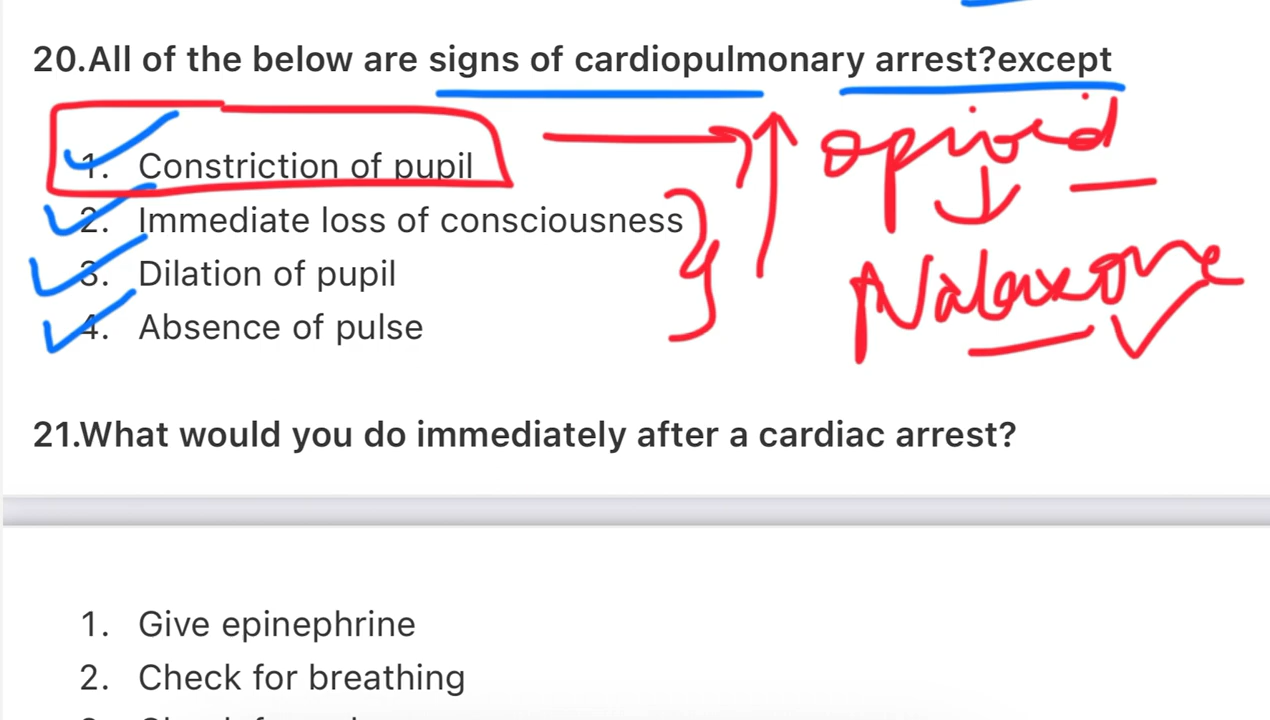 20.All of the below are signs of cardiopulmonary arrest?except
1. Constriction of pupil
opioid
2. Immediate loss of consciousness
3. Dilation of pupil
Naloxone
4. Absence of pulse
21.What would you do immediately after a cardiac arrest?
1. Give epinephrine
2. Check for breathing